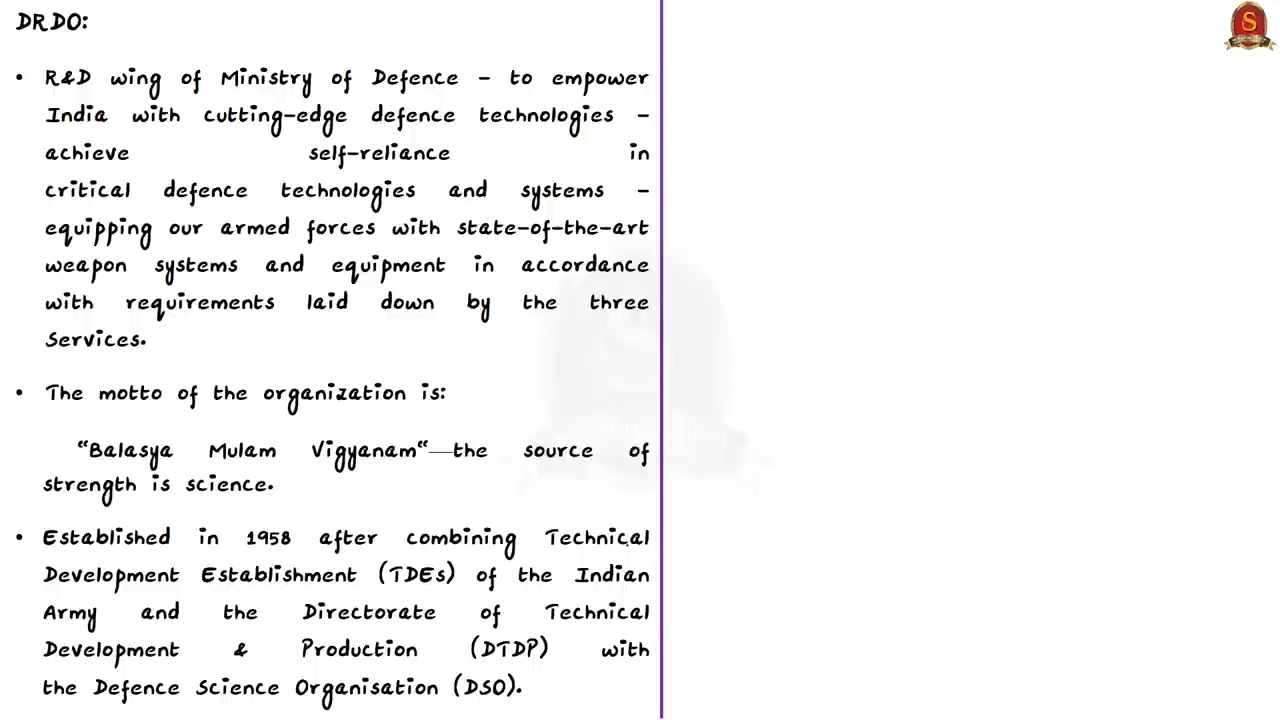 DRDO:
• R&D wing of Ministry of Defence – to empower
India with cutting-edge defence technologies –
achieve self-reliance in
critical defence technologies and systems –
equipping our armed forces with state-of-the-art
weapon systems and equipment in accordance
with requirements laid down by the three
Services.
• The motto of the organization is:
“Balasya Mulam Vigyanam“—the source of
strength is science.
• Established in 1958 after combining Technical
Development Establishment (TDEs) of the Indian
Army and the Directorate of Technical
Development & Production (DTDP) with
the Defence Science Organisation (DSO).
S
S